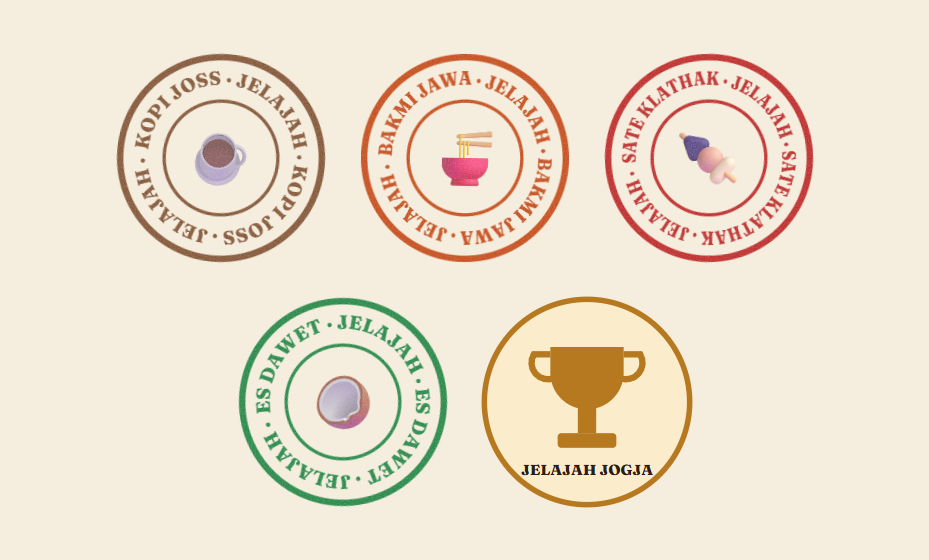 KOPI JOSS · JELAJAH · KOPI JOSS · JELAJAH ·
BAKMI JAWA · JELAJAH · BAKMI JAWA · JELAJAH ·
SATE KLATHAK · JELAJAH · SATE KLATHAK · JELAJAH ·
ES DAWET · JELAJAH · ES DAWET · JELAJAH ·
JELAJAH JOGJA